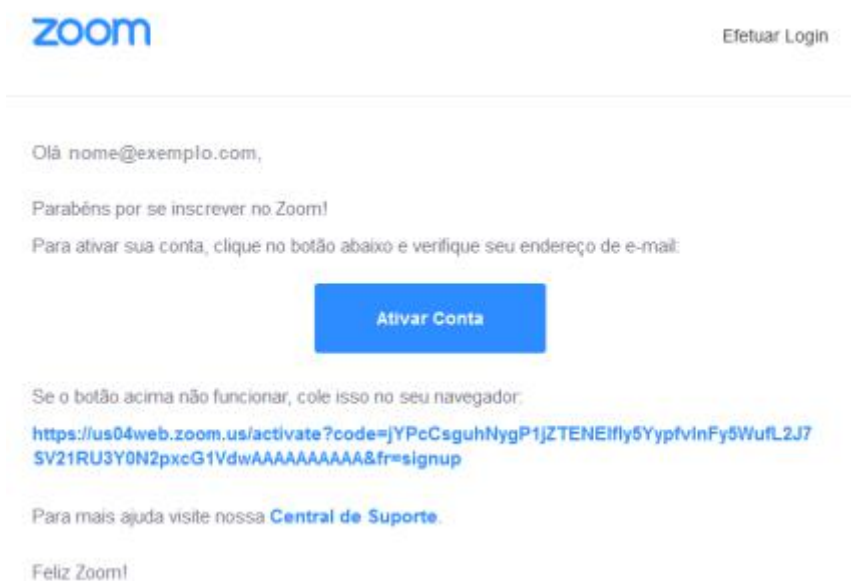 zoom
Efetuar Login
Olá nome@exemplo.com,
Parabéns por se inscrever no Zoom!
Para ativar sua conta, clique no botão abaixo e verifique seu endereço de e-mail:
Ativar Conta
Se o botão acima não funcionar, cole isso no seu navegador:
https://us04web.zoom.us/activate?code=jYPcCsguhNygP1jZTENEIfly5YypfvInFy5WufL2J7
SV21RU3Y0N2pxcG1VdwAAAAAAAAAA&fr=signup
Para mais ajuda visite nossa Central de Suporte.
Feliz Zoom!